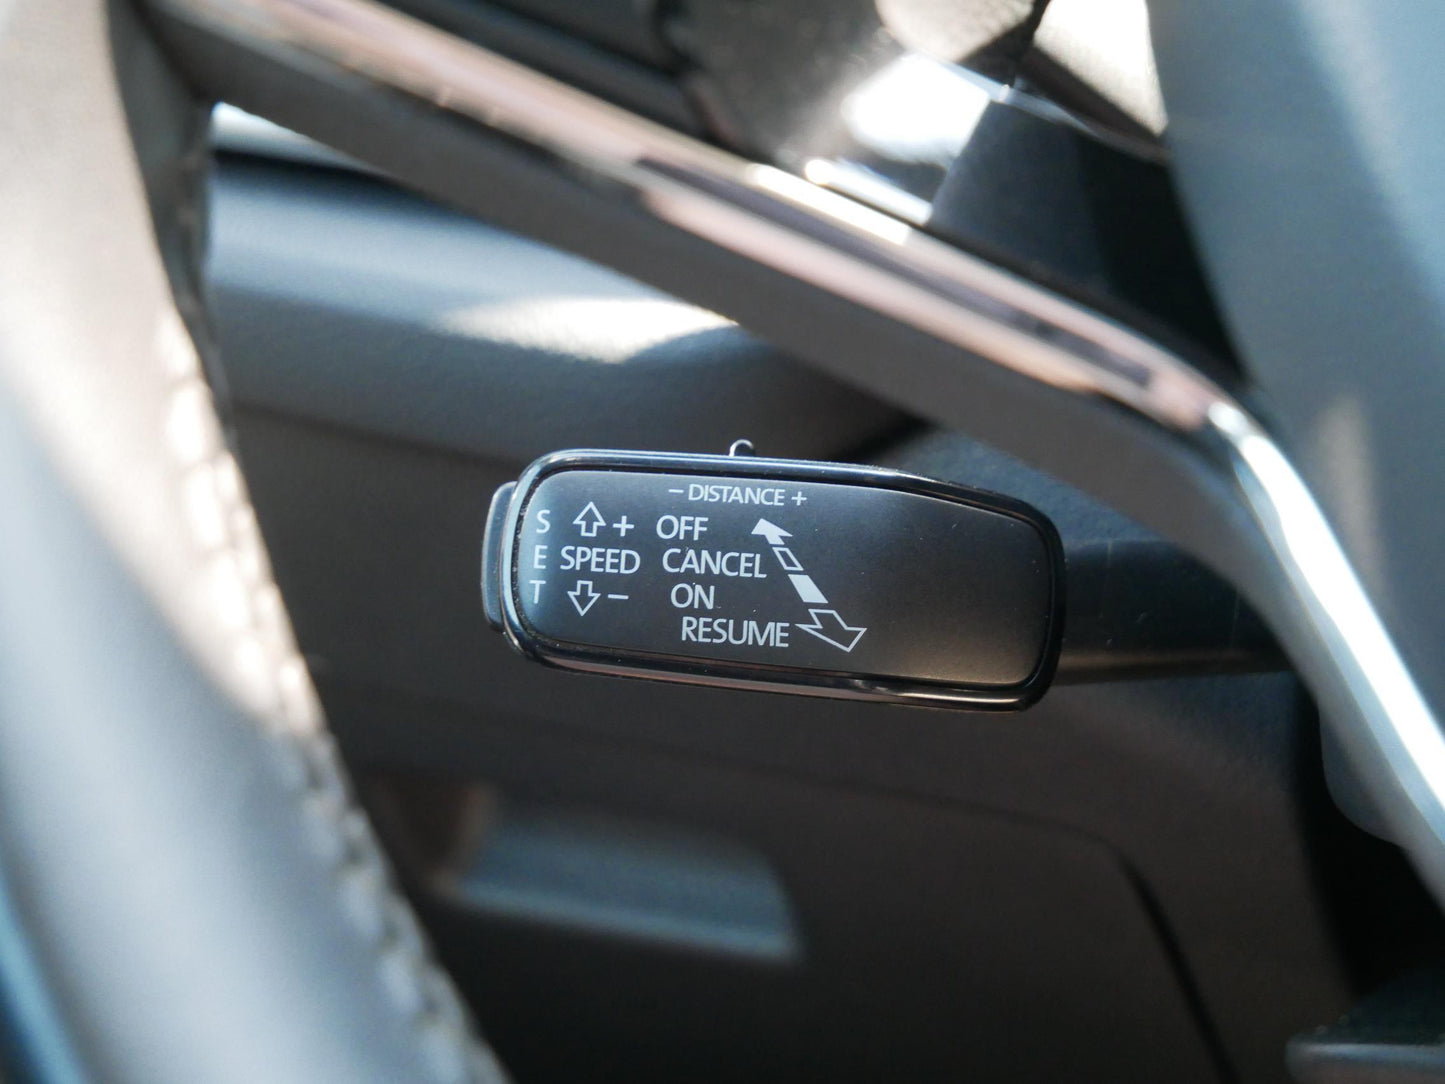 − DISTANCE +
S + OFF
E SPEED CANCEL
T − ON
RESUME